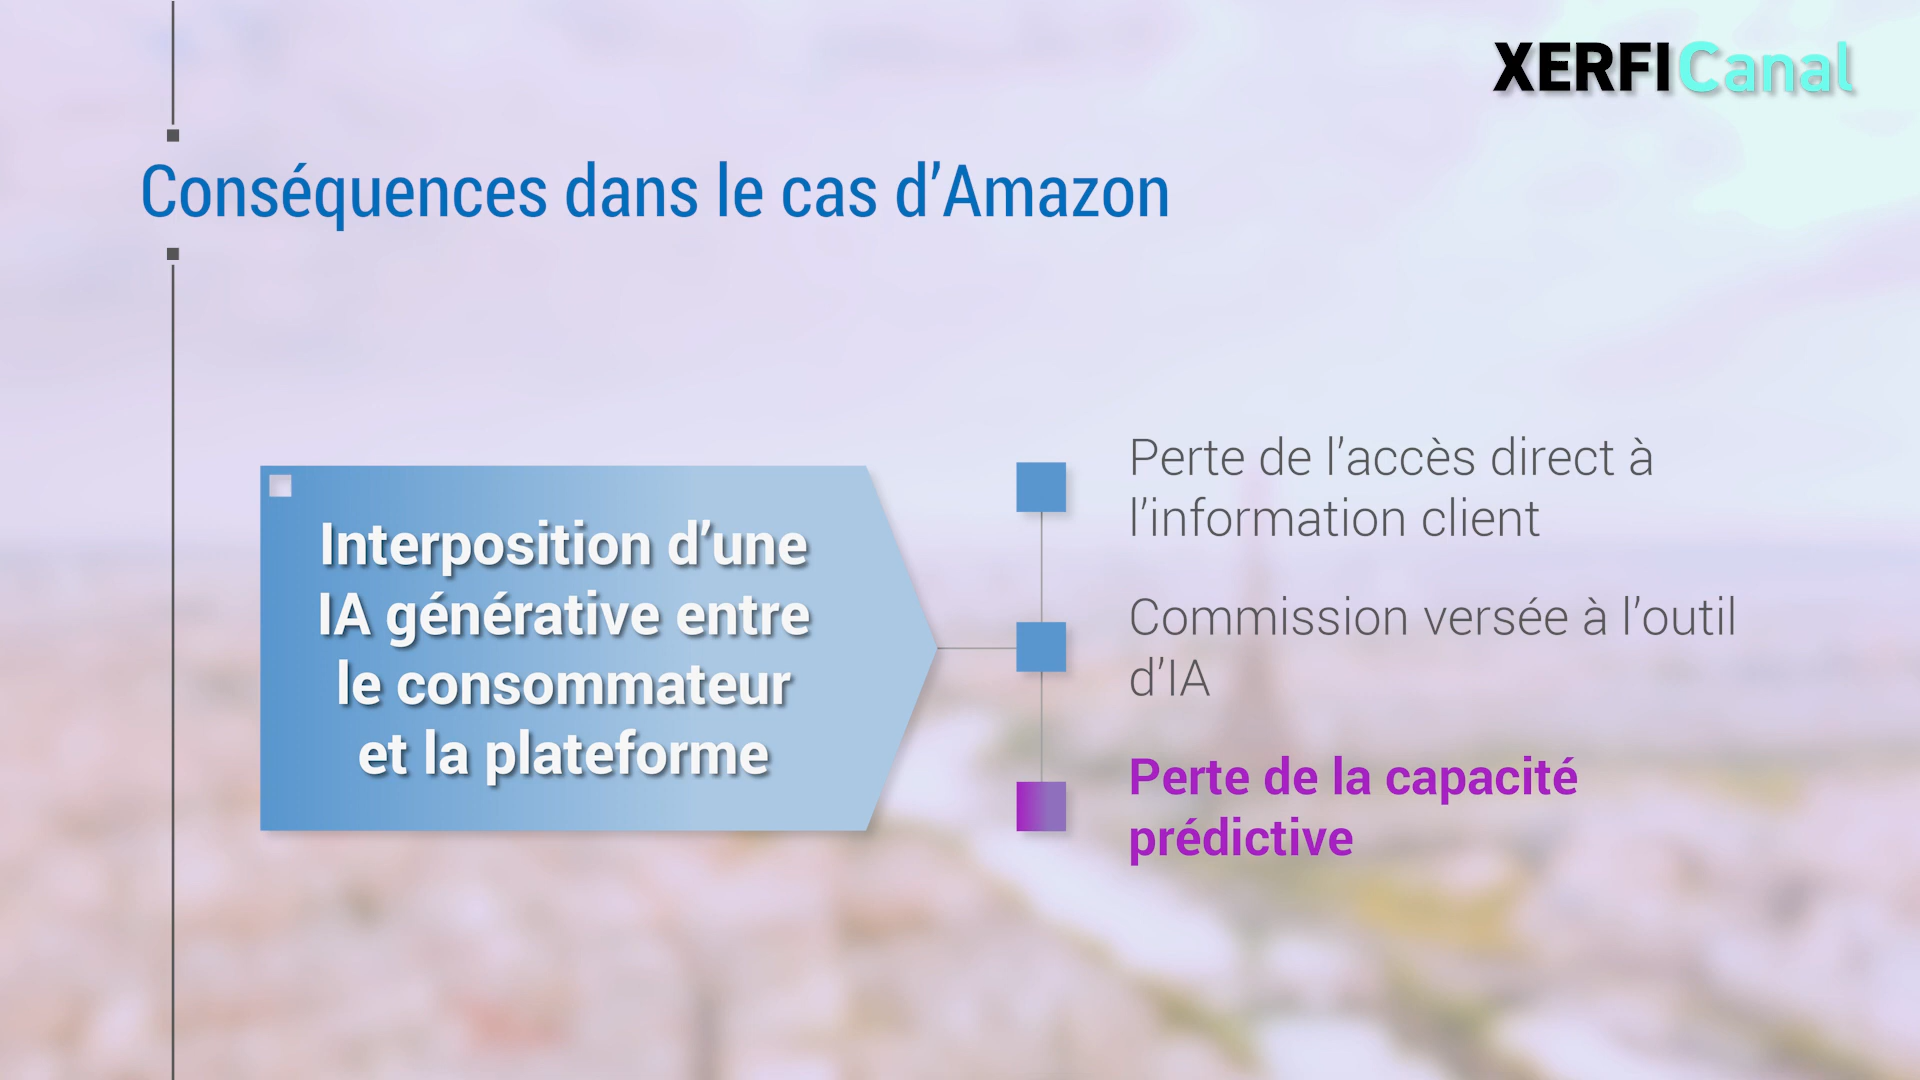 XERFI Canal
Conséquences dans le cas d’Amazon
Interposition d’une
IA générative entre
le consommateur
et la plateforme
Perte de l’accès direct à
l’information client
Commission versée à l’outil
d’IA
Perte de la capacité
prédictive